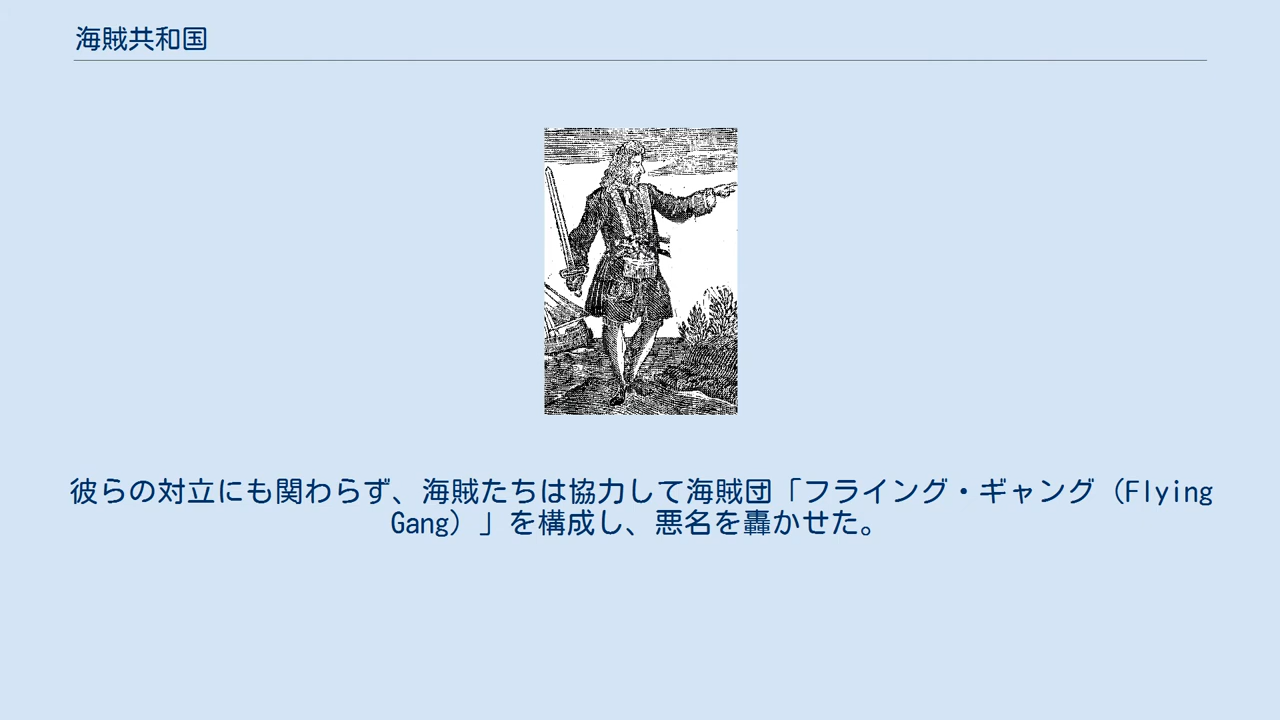 海賊共和国
彼らの対立にも関わらず、海賊たちは協力して海賊団「フライング・ギャング（Flying
Gang）」を構成し、悪名を轟かせた。